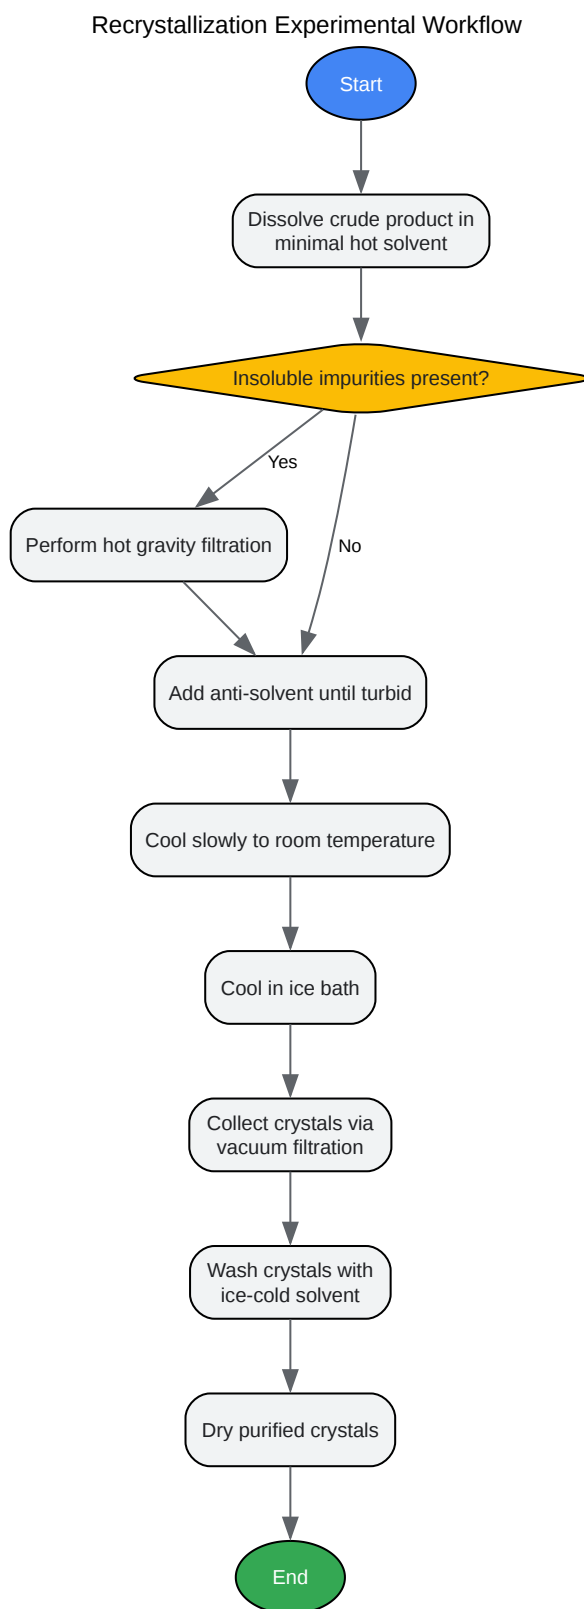 Recrystallization Experimental Workflow
Start
Dissolve crude product in
minimal hot solvent
Insoluble impurities present?
Yes
Perform hot gravity filtration
No
Add anti-solvent until turbid
Cool slowly to room temperature
Cool in ice bath
Collect crystals via
vacuum filtration
Wash crystals with
ice-cold solvent
Dry purified crystals
End